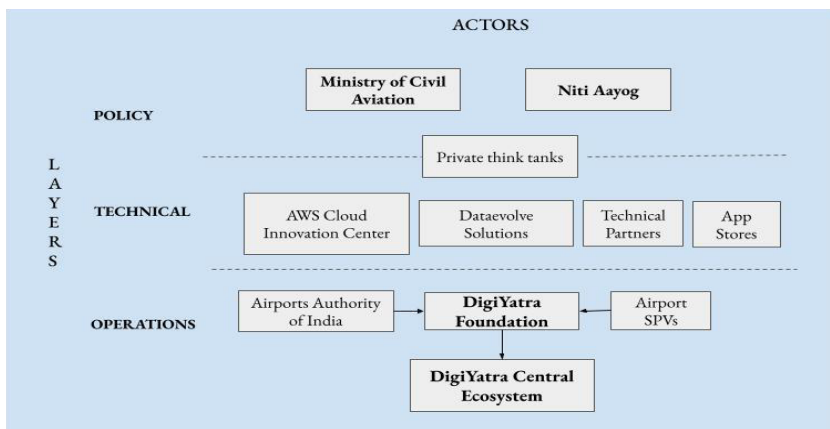 ACTORS
Ministry of Civil
Aviation
Niti Aayog
POLICY
Private think tanks
LAYERS
TECHNICAL
AWS Cloud
Innovation Center
Dataevolve
Solutions
Technical
Partners
App
Stores
OPERATIONS
Airports Authority
of India
DigiYatra
Foundation
Airport
SPVs
DigiYatra Central
Ecosystem